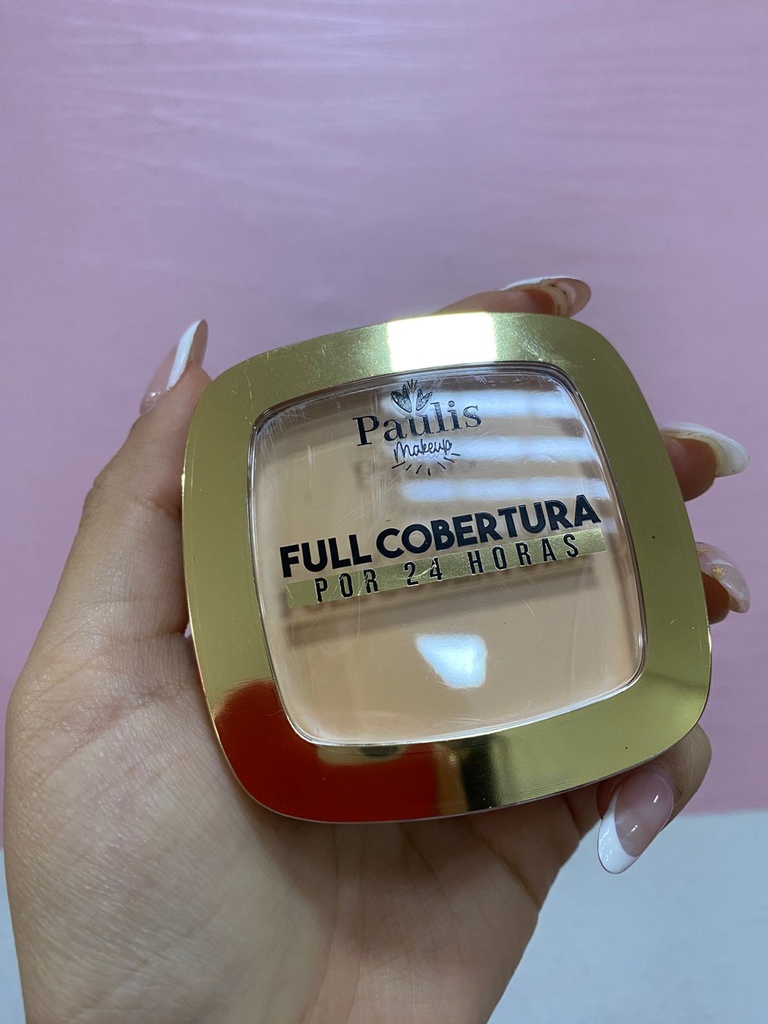 Paulis
Makeup
FULL COBERTURA
POR 24 HORAS